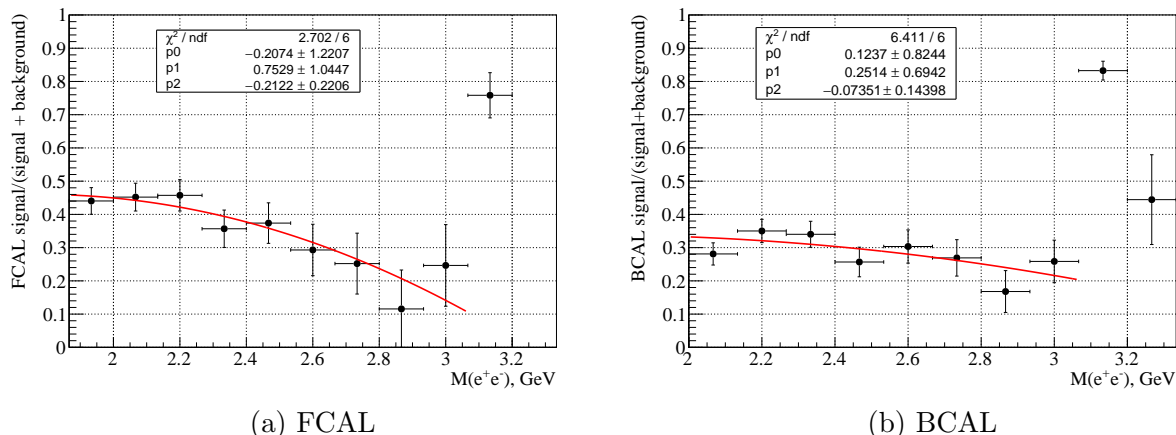 FCAL signal/(signal + background)
1
0.9
0.8
0.7
0.6
0.5
0.4
0.3
0.2
0.1
0
χ² / ndf 2.702 / 6
p0 −0.2074 ± 1.2207
p1 0.7529 ± 1.0447
p2 −0.2122 ± 0.2206
2 2.2 2.4 2.6 2.8 3 3.2
M(e⁺e⁻), GeV
(a) FCAL
BCAL signal/(signal+background)
1
0.9
0.8
0.7
0.6
0.5
0.4
0.3
0.2
0.1
0
χ² / ndf 6.411 / 6
p0 0.1237 ± 0.8244
p1 0.2514 ± 0.6942
p2 −0.07351 ± 0.14398
2 2.2 2.4 2.6 2.8 3 3.2
M(e⁺e⁻), GeV
(b) BCAL